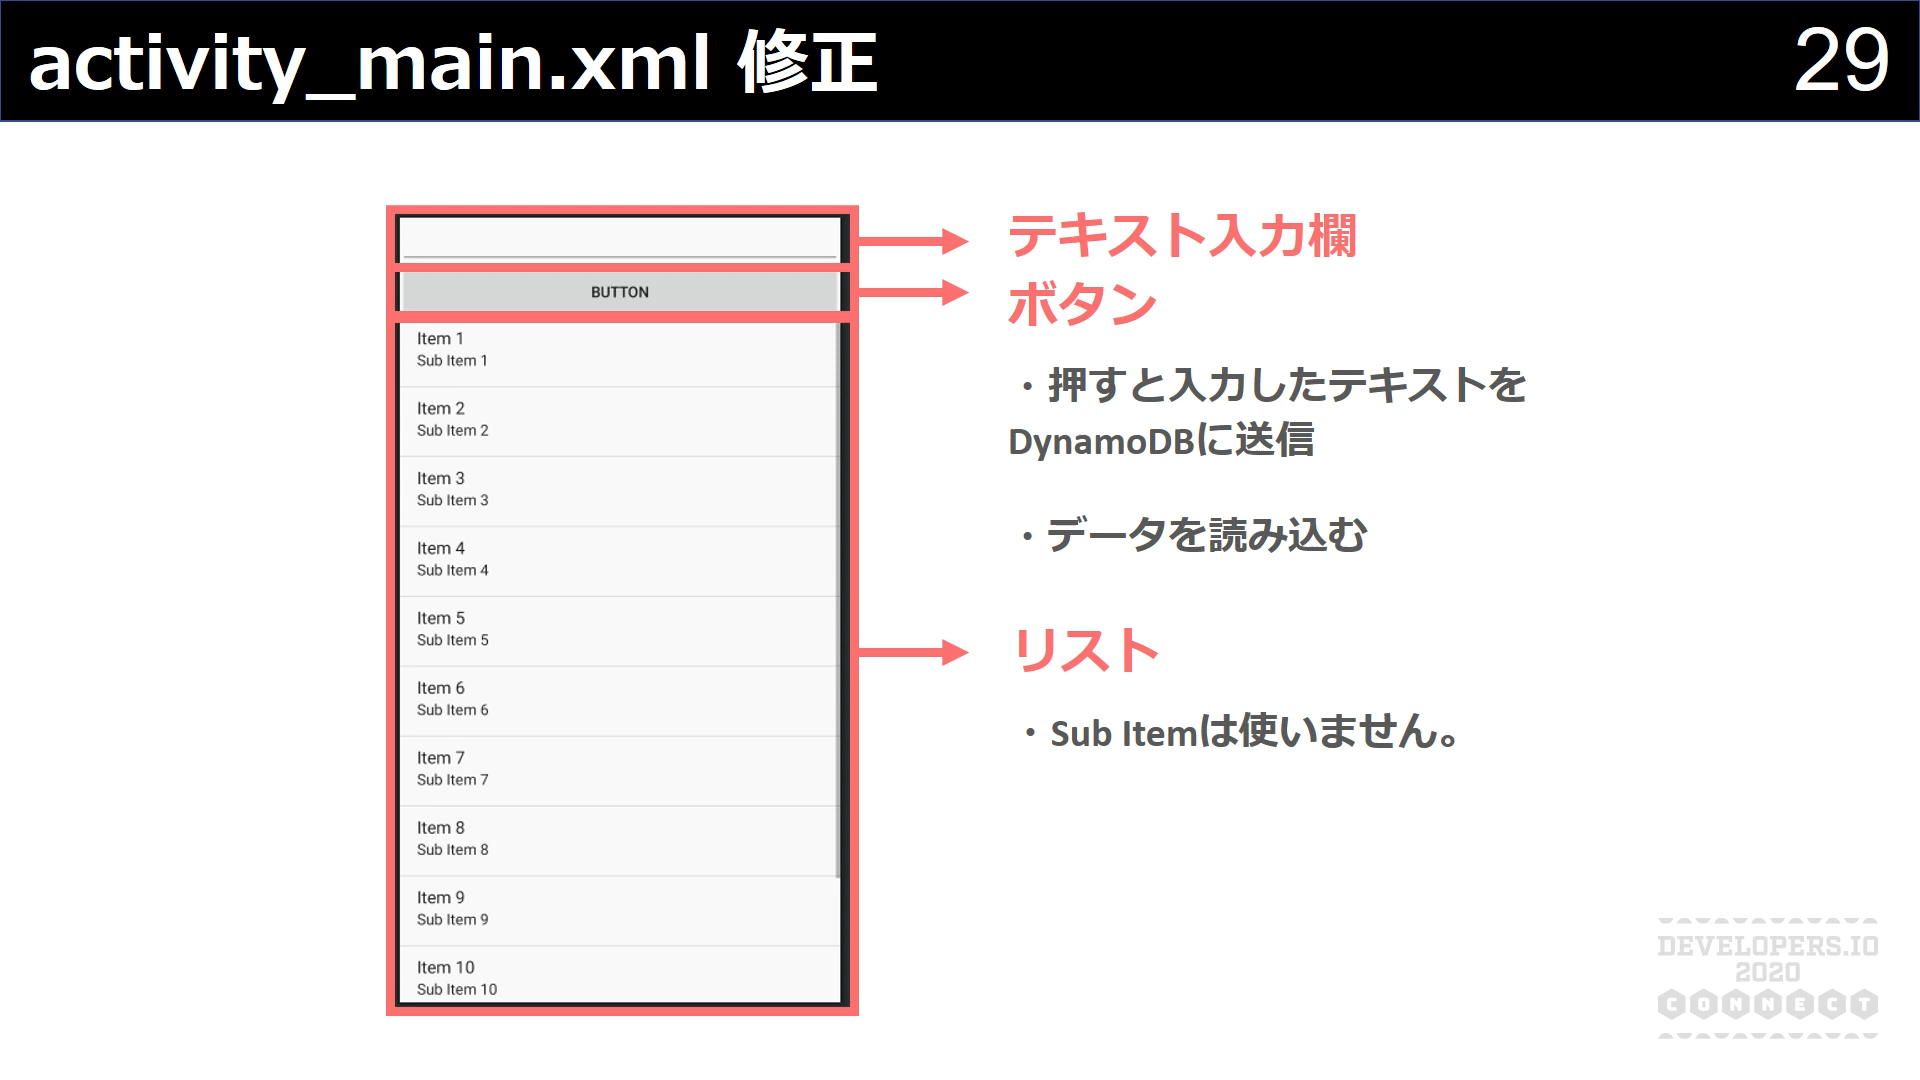 activity_main.xml 修正
29
BUTTON
Item 1
Sub Item 1
Item 2
Sub Item 2
Item 3
Sub Item 3
Item 4
Sub Item 4
Item 5
Sub Item 5
Item 6
Sub Item 6
Item 7
Sub Item 7
Item 8
Sub Item 8
Item 9
Sub Item 9
Item 10
Sub Item 10
テキスト入力欄
ボタン
・押すと入力したテキストを
DynamoDBに送信
・データを読み込む
リスト
・Sub Itemは使いません。
DEVELOPERS.IO
2020
CONNECT